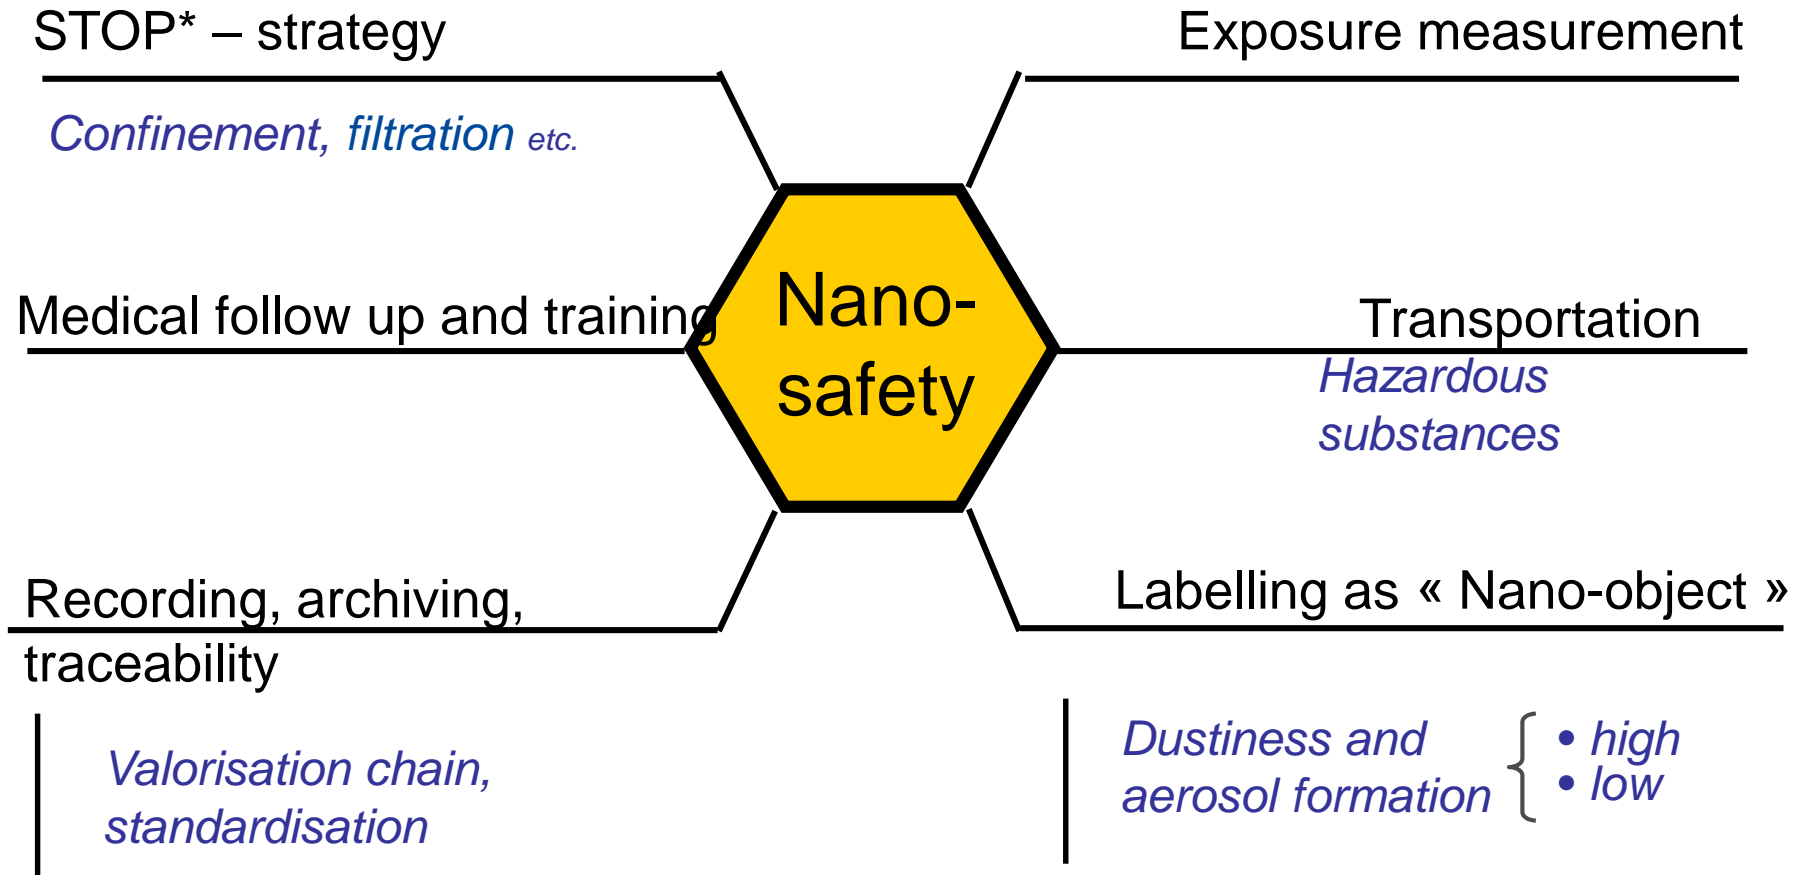 STOP* – strategy
Confinement, filtration etc.
Exposure measurement
Medical follow up and training
Nano-
safety
Transportation
Hazardous
substances
Recording, archiving,
traceability
Valorisation chain,
standardisation
Labelling as « Nano-object »
Dustiness and
aerosol formation
• high
• low